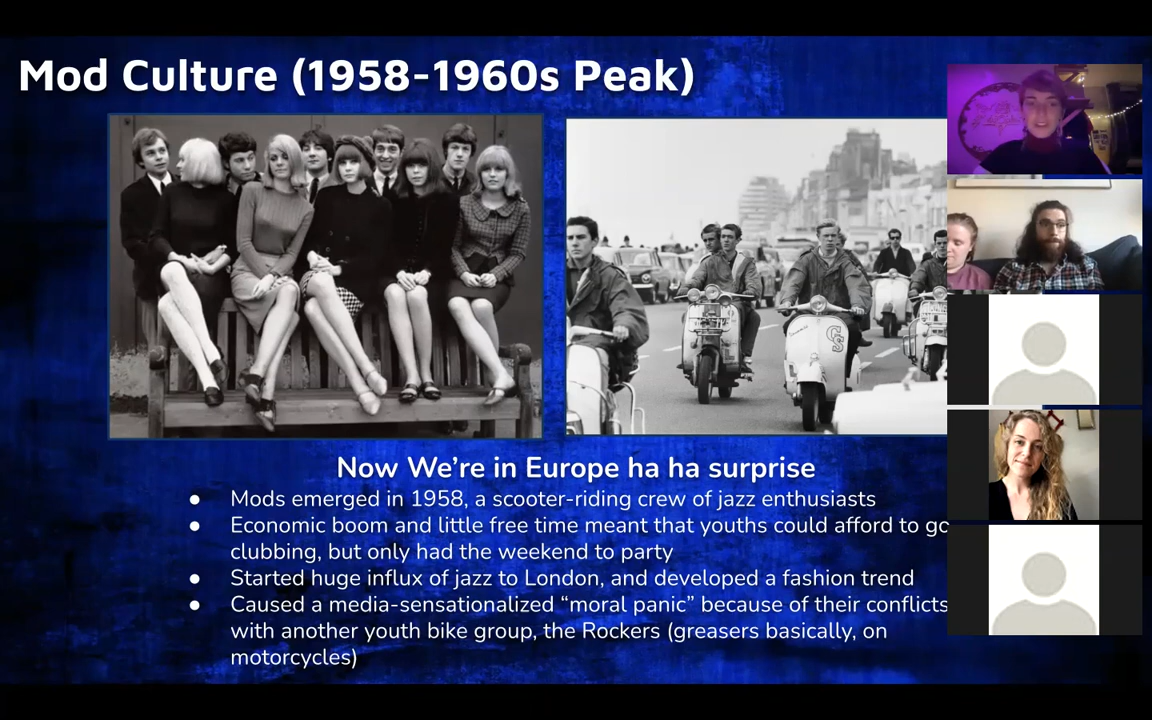 Mod Culture (1958-1960s Peak)
GS
Now We're in Europe ha ha surprise
● Mods emerged in 1958, a scooter-riding crew of jazz enthusiasts
● Economic boom and little free time meant that youths could afford to go
clubbing, but only had the weekend to party
● Started huge influx of jazz to London, and developed a fashion trend
● Caused a media-sensationalized “moral panic” because of their conflicts
with another youth bike group, the Rockers (greasers basically, on
motorcycles)